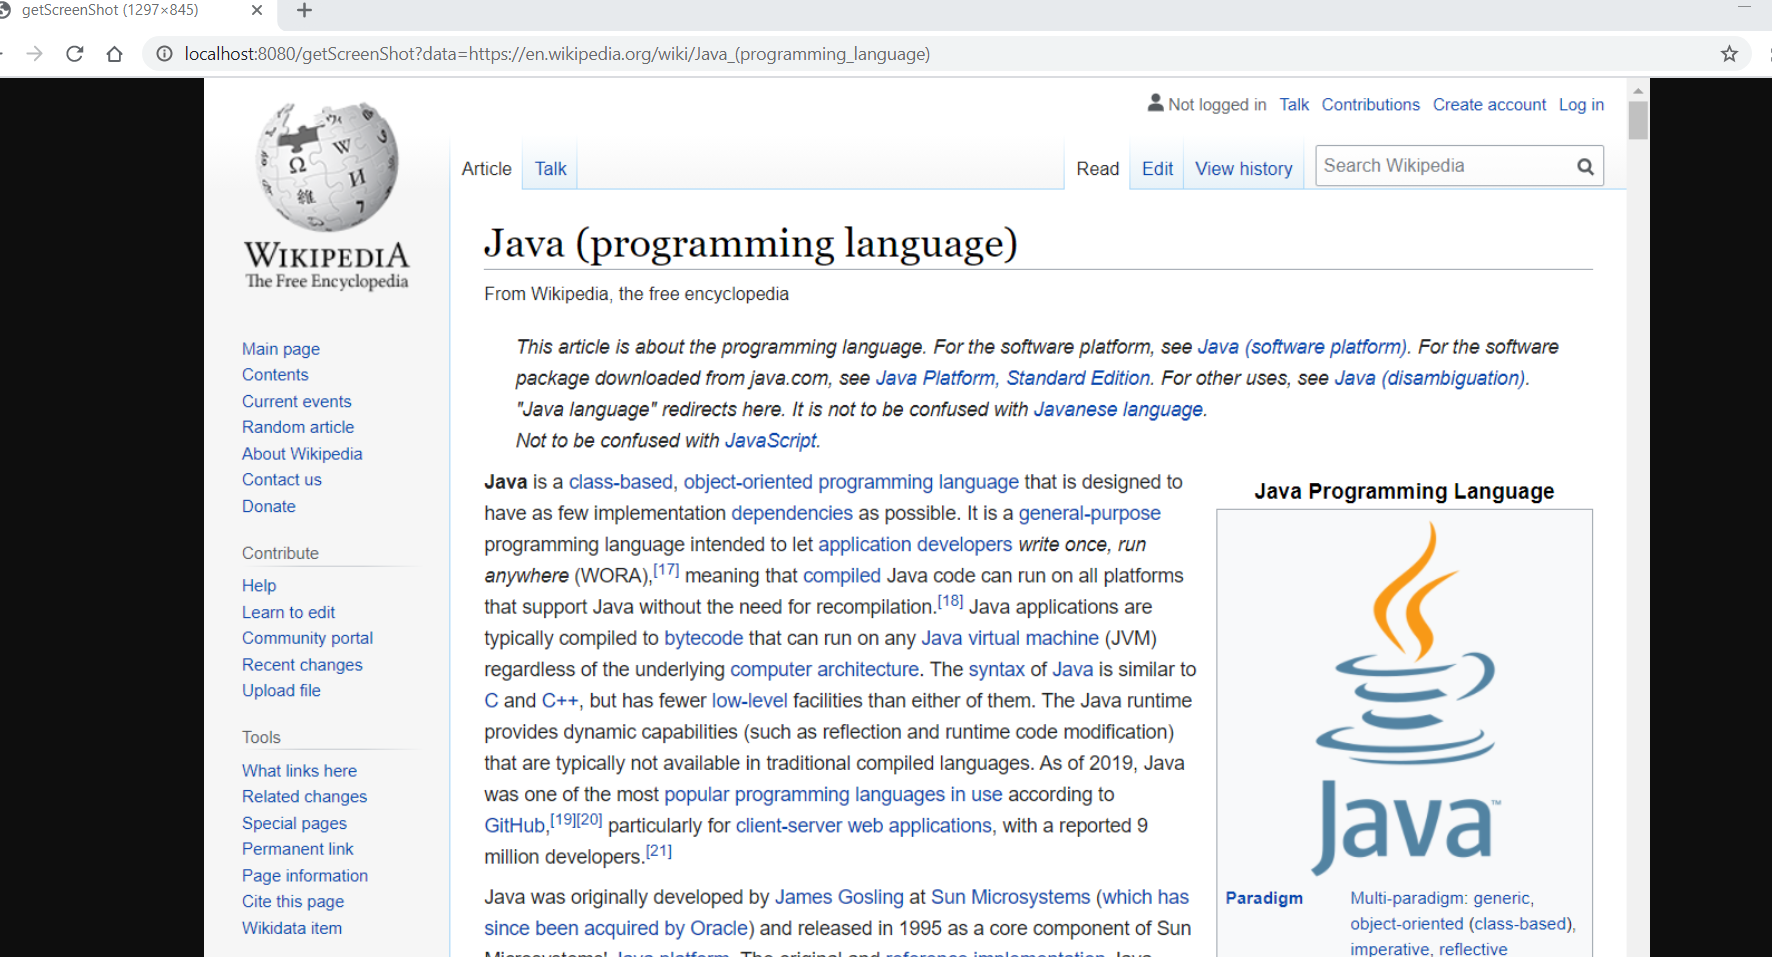 getScreenShot (1297×845)
localhost:8080/getScreenShot?data=https://en.wikipedia.org/wiki/Java_(programming_language)
Not logged in Talk Contributions Create account Log in
Article Talk Read Edit View history Search Wikipedia
WIKIPEDIA
The Free Encyclopedia
Main page
Contents
Current events
Random article
About Wikipedia
Contact us
Donate
Contribute
Help
Learn to edit
Community portal
Recent changes
Upload file
Tools
What links here
Related changes
Special pages
Permanent link
Page information
Cite this page
Wikidata item
Java (programming language)
From Wikipedia, the free encyclopedia
This article is about the programming language. For the software platform, see Java (software platform). For the software
package downloaded from java.com, see Java Platform, Standard Edition. For other uses, see Java (disambiguation).
"Java language" redirects here. It is not to be confused with Javanese language.
Not to be confused with JavaScript.
Java is a class-based, object-oriented programming language that is designed to
have as few implementation dependencies as possible. It is a general-purpose
programming language intended to let application developers write once, run
anywhere (WORA),[17] meaning that compiled Java code can run on all platforms
that support Java without the need for recompilation.[18] Java applications are
typically compiled to bytecode that can run on any Java virtual machine (JVM)
regardless of the underlying computer architecture. The syntax of Java is similar to
C and C++, but has fewer low-level facilities than either of them. The Java runtime
provides dynamic capabilities (such as reflection and runtime code modification)
that are typically not available in traditional compiled languages. As of 2019, Java
was one of the most popular programming languages in use according to
GitHub,[19][20] particularly for client-server web applications, with a reported 9
million developers.[21]
Java was originally developed by James Gosling at Sun Microsystems (which has
since been acquired by Oracle) and released in 1995 as a core component of Sun
Microsystems' Java platform. The original and reference implementation Java
Java Programming Language
Java™
Paradigm Multi-paradigm: generic,
object-oriented (class-based),
imperative, reflective